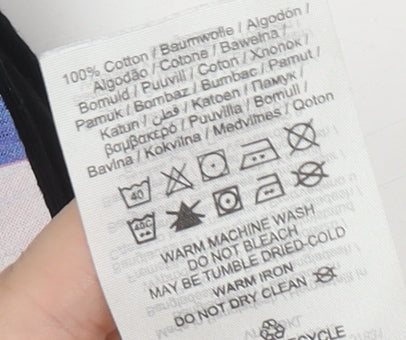 100% Cotton / Baumwolle / Algodón /
Algodão / Cotone / Bawełna /
Bomuld / Puuvill / Coton / Хлопок /
Pamuk / Bombaz / Bumbac / Pamut /
Katun / قطن / Katoen / Памук /
βαμβακερό / Puuvilla / Bomull /
Bavlna / Kokvilna / Medvilnės / Qoton
40
40C
WARM MACHINE WASH
DO NOT BLEACH
MAY BE TUMBLE DRIED-COLD
WARM IRON
DO NOT DRY CLEAN